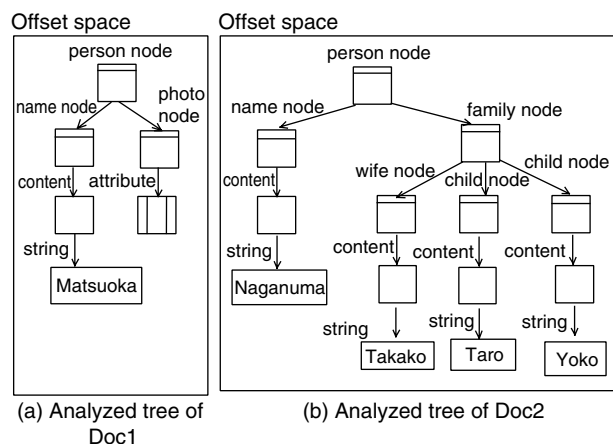 Offset space
person node
name node
photo
node
content
attribute
string
Matsuoka
(a) Analyzed tree of
Doc1
Offset space
person node
name node
family node
wife node
child node
child node
content
content
content
content
string
Naganuma
string
string
string
Takako
Taro
Yoko
(b) Analyzed tree of Doc2